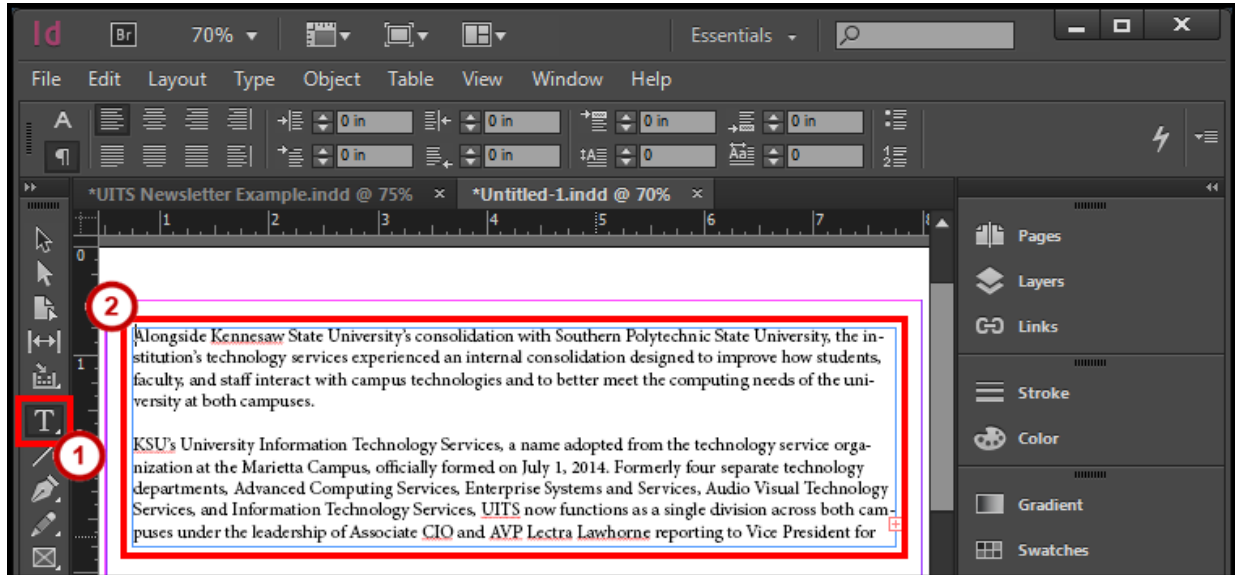 Id Br 70% Essentials
File Edit Layout Type Object Table View Window Help
A 0 in 0 in 0 in 0 in
¶ 0 in 0 in 0 0
*UITS Newsletter Example.indd @ 75% × *Untitled-1.indd @ 70% ×
1 2 3 4 5 6 7 8
0
Pages
2
Layers
Alongside Kennesaw State University's consolidation with Southern Polytechnic State University, the in-
Links
stitution's technology services experienced an internal consolidation designed to improve how students,
1
faculty, and staff interact with campus technologies and to better meet the computing needs of the uni-
Stroke
versity at both campuses.
T
Color
KSU's University Information Technology Services, a name adopted from the technology service orga-
1
nization at the Marietta Campus, officially formed on July 1, 2014. Formerly four separate technology
departments, Advanced Computing Services, Enterprise Systems and Services, Audio Visual Technology
Gradient
Services, and Information Technology Services, UITS now functions as a single division across both cam-
puses under the leadership of Associate CIO and AVP Lectra Lawhorne reporting to Vice President for
Swatches